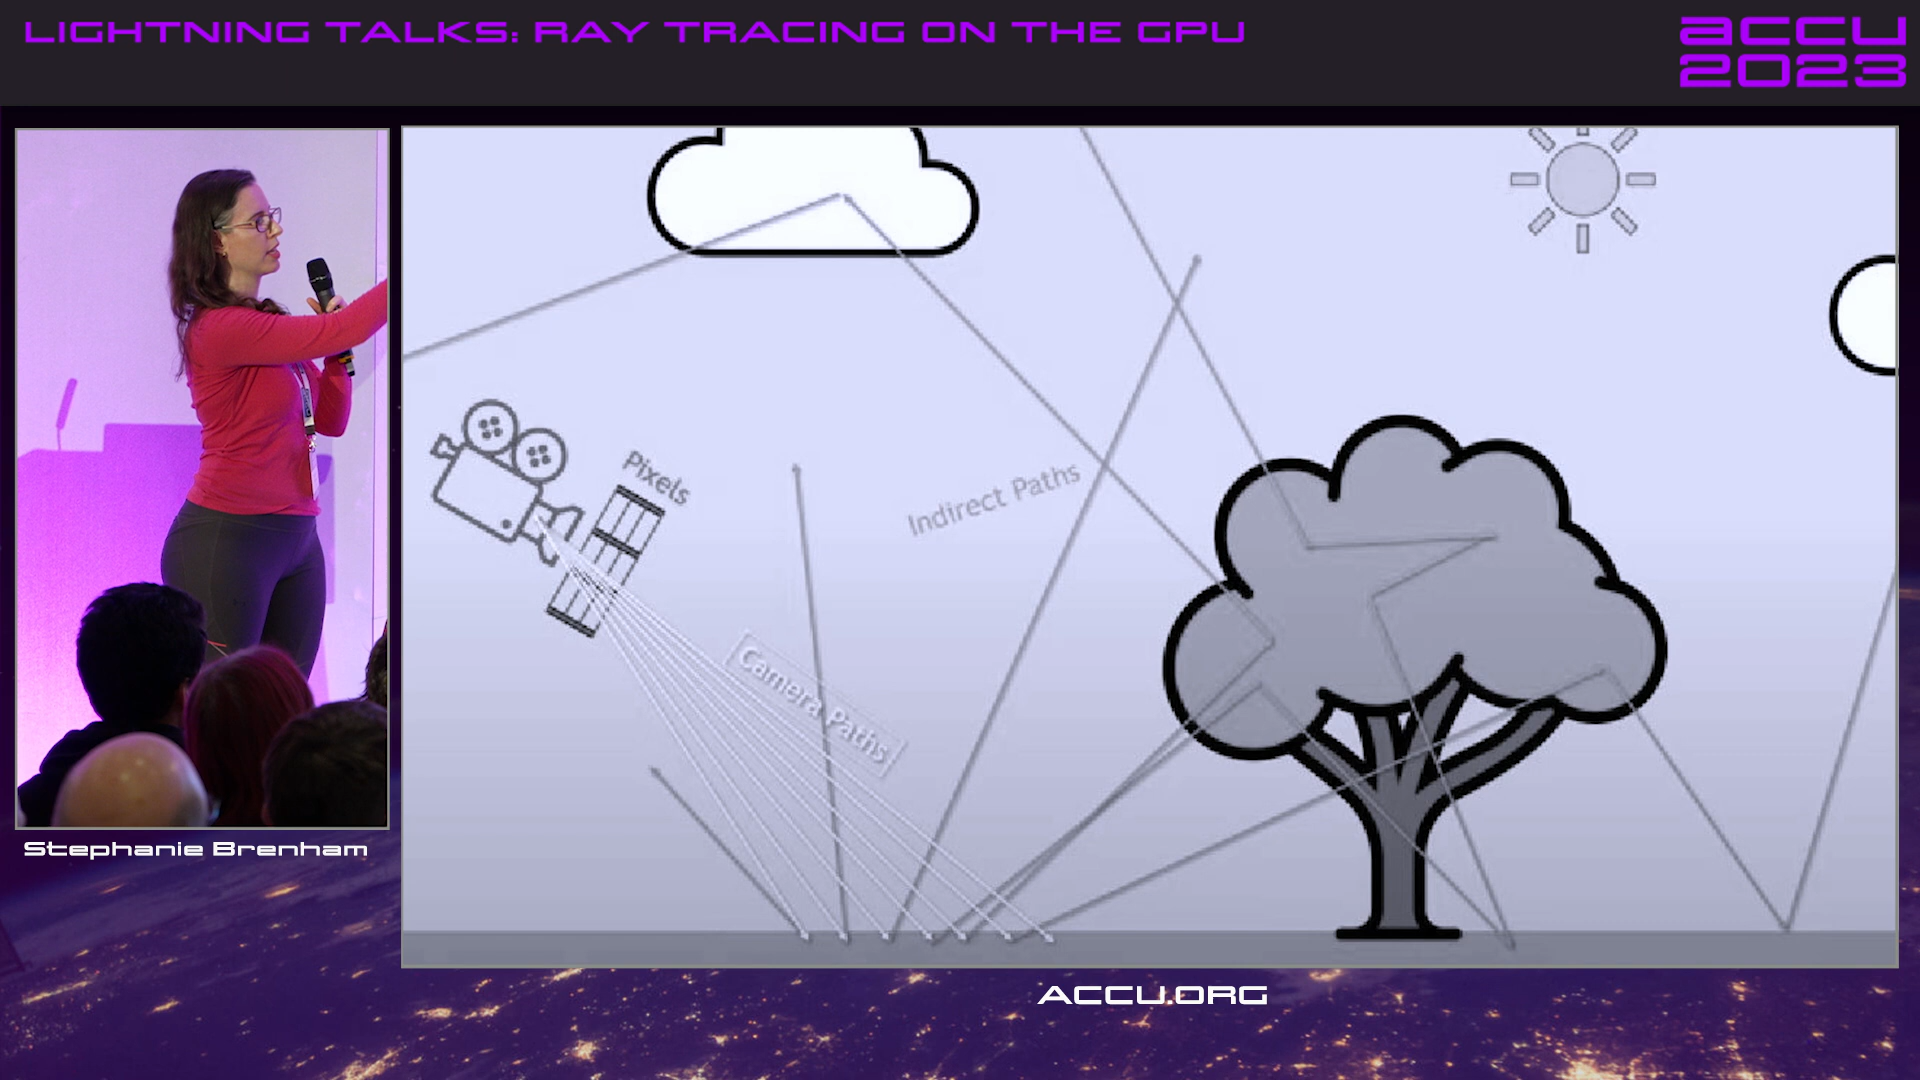 LIGHTNING TALKS: RAY TRACING ON THE GPU
accu
2023
Pixels
Indirect Paths
Camera Paths
Stephanie Brenham
ACCU.ORG